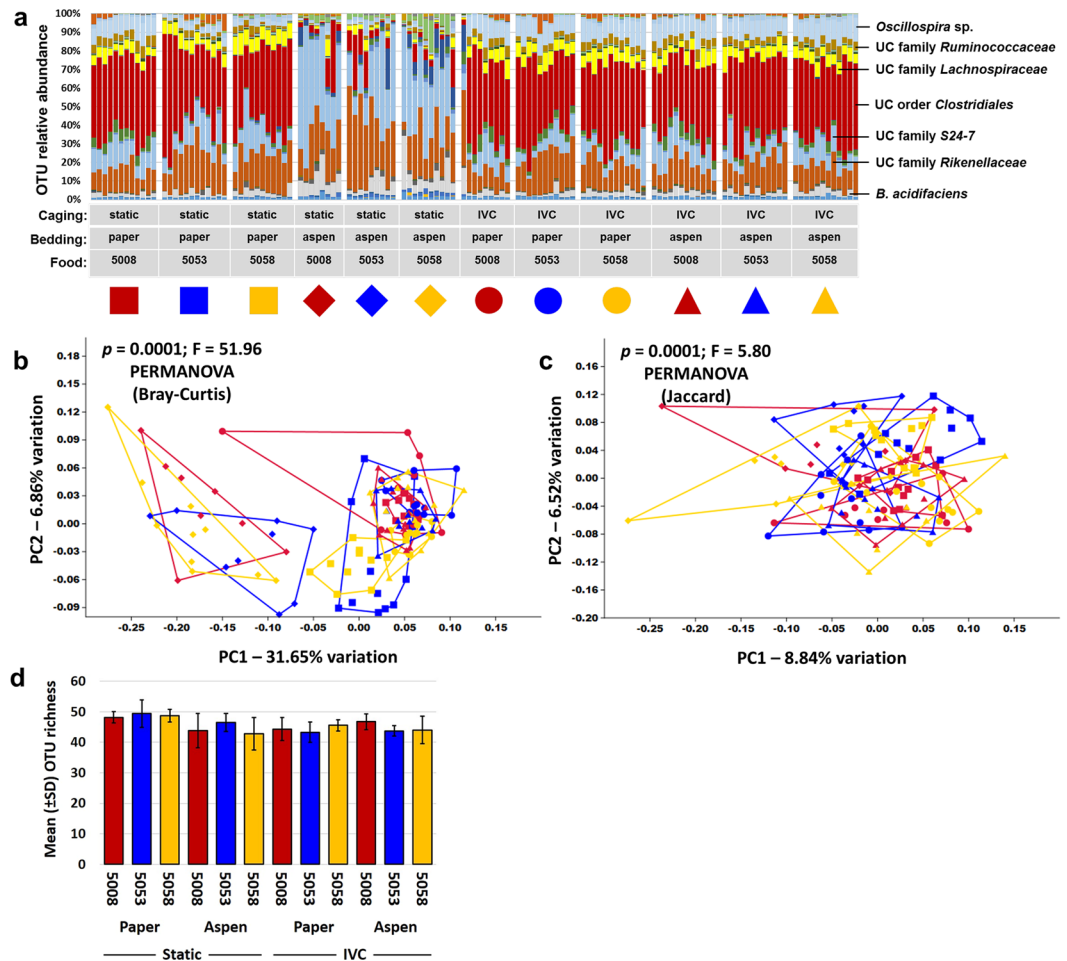 a
OTU relative abundance
100%
90%
80%
70%
60%
50%
40%
30%
20%
10%
0%
Oscillospira sp.
UC family Ruminococcaceae
UC family Lachnospiraceae
UC order Clostridiales
UC family S24-7
UC family Rikenellaceae
B. acidifaciens
Caging: static static static static static static IVC IVC IVC IVC IVC IVC
Bedding: paper paper paper aspen aspen aspen paper paper paper aspen aspen aspen
Food: 5008 5053 5058 5008 5053 5058 5008 5053 5058 5008 5053 5058
b
p = 0.0001; F = 51.96
PERMANOVA
(Bray-Curtis)
PC2 – 6.86% variation
0.18
0.15
0.12
0.09
0.06
0.03
0.00
-0.03
-0.06
-0.09
-0.25 -0.20 -0.15 -0.10 -0.05 0.00 0.05 0.10 0.15
PC1 – 31.65% variation
c
p = 0.0001; F = 5.80
PERMANOVA
(Jaccard)
PC2 – 6.52% variation
0.16
0.12
0.08
0.04
0.00
-0.04
-0.08
-0.12
-0.16
-0.20
-0.25 -0.20 -0.15 -0.10 -0.05 0.00 0.05 0.10 0.15
PC1 – 8.84% variation
d
Mean (±SD) OTU richness
60
50
40
30
20
10
0
5008 5053 5058 5008 5053 5058 5008 5053 5058 5008 5053 5058
Paper Aspen Paper Aspen
Static IVC